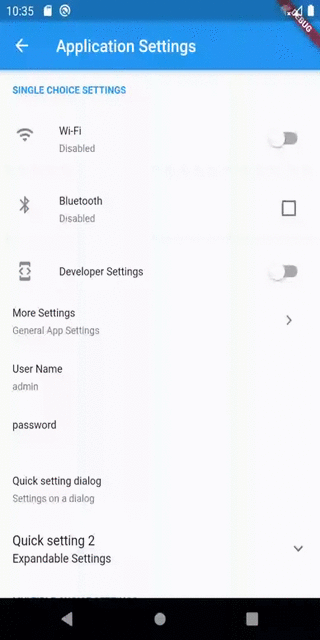 10:35
DEBUG
Application Settings
SINGLE CHOICE SETTINGS
Wi-Fi
Disabled
Bluetooth
Disabled
Developer Settings
More Settings
General App Settings
User Name
admin
password
Quick setting dialog
Settings on a dialog
Quick setting 2
Expandable Settings